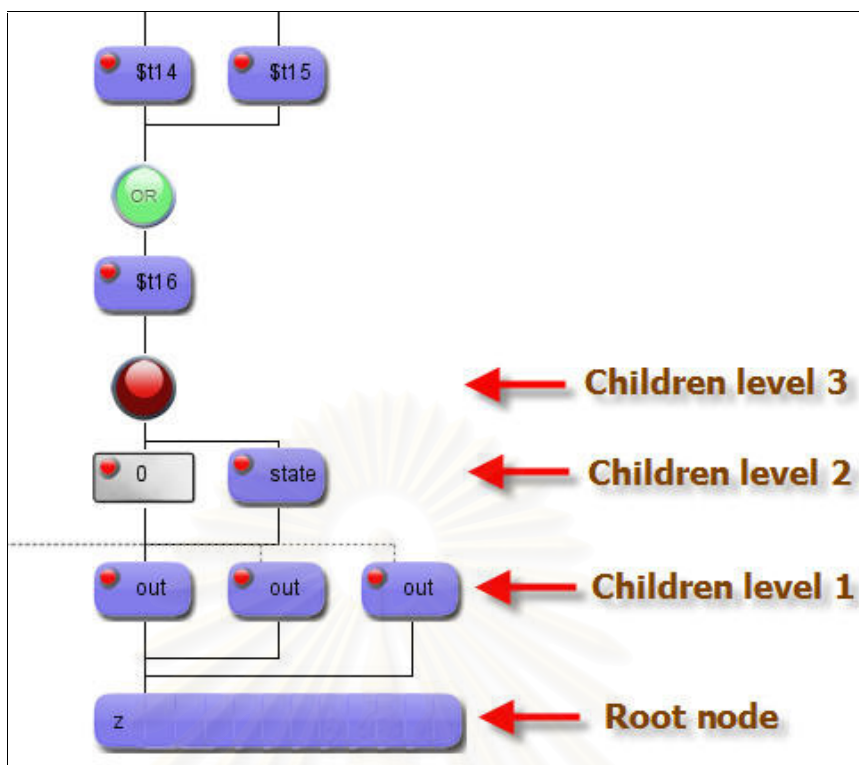 $t14 $t15
OR
$t16
Children level 3
0 state Children level 2
out out out Children level 1
z Root node